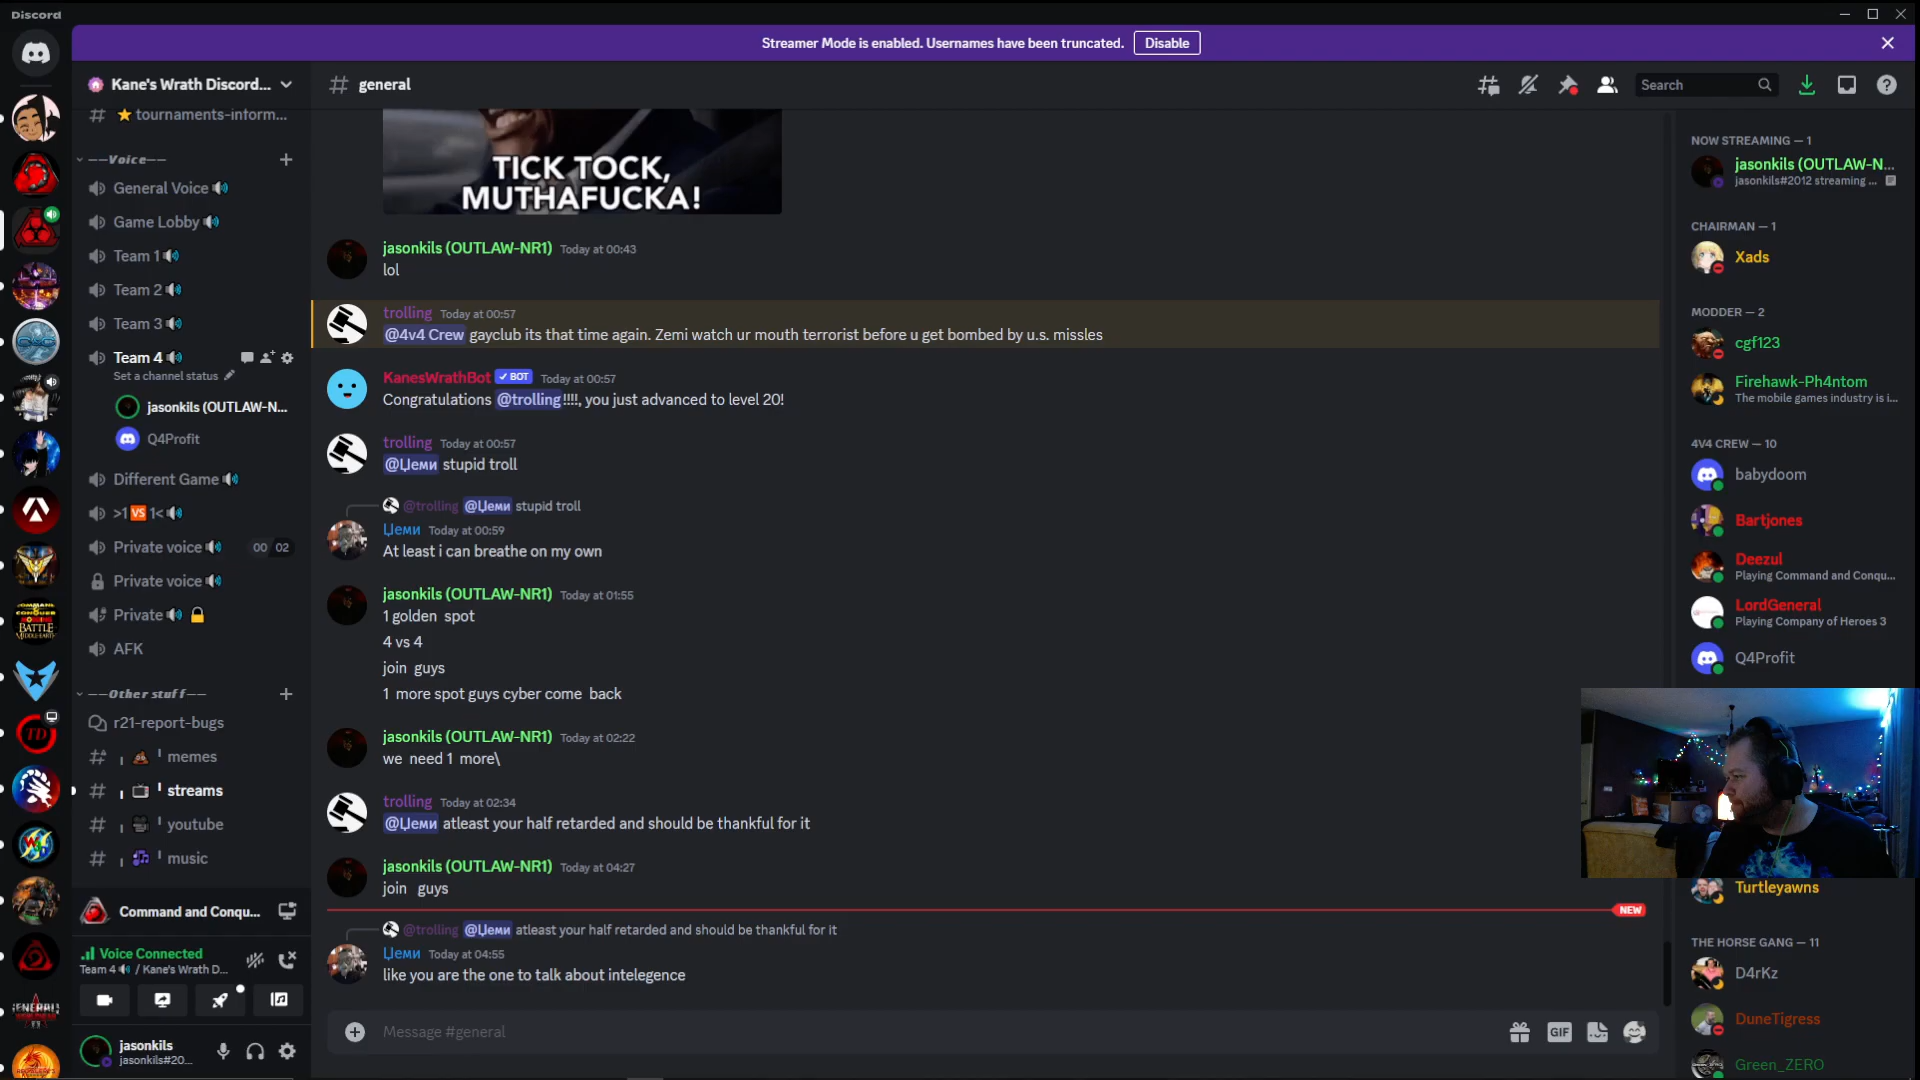 Discord
Streamer Mode is enabled. Usernames have been truncated. Disable
Kane's Wrath Discord...
general
Search
tournaments-inform...
——Voice——
General Voice
Game Lobby
Team 1
Team 2
Team 3
Team 4
Set a channel status
jasonkils (OUTLAW-N...
Q4Profit
Different Game
>1 VS 1<
Private voice 00 02
Private voice
Private
AFK
——Other stuff——
r21-report-bugs
memes
streams
youtube
music
Command and Conqu...
Voice Connected
Team 4 / Kane's Wrath D...
jasonkils
jasonkils#20...
TICK TOCK,
MUTHAFUCKA!
jasonkils (OUTLAW-NR1) Today at 00:43
lol
trolling Today at 00:57
@4v4 Crew gayclub its that time again. Zemi watch ur mouth terrorist before u get bombed by u.s. missles
KanesWrathBot ✓ BOT Today at 00:57
Congratulations @trolling!!!!, you just advanced to level 20!
trolling Today at 00:57
@Џеми stupid troll
@trolling @Џеми stupid troll
Џеми Today at 00:59
At least i can breathe on my own
jasonkils (OUTLAW-NR1) Today at 01:55
1 golden spot
4 vs 4
join guys
1 more spot guys cyber come back
jasonkils (OUTLAW-NR1) Today at 02:22
we need 1 more\
trolling Today at 02:34
@Џеми atleast your half retarded and should be thankful for it
jasonkils (OUTLAW-NR1) Today at 04:27
join guys
NEW
@trolling @Џеми atleast your half retarded and should be thankful for it
Џеми Today at 04:55
like you are the one to talk about intelegence
Message #general
GIF
NOW STREAMING — 1
jasonkils (OUTLAW-N...
jasonkils#2012 streaming ...
CHAIRMAN — 1
Xads
MODDER — 2
cgf123
Firehawk-Ph4ntom
The mobile games industry is i...
4V4 CREW — 10
babydoom
Bartjones
Deezul
Playing Command and Conqu...
LordGeneral
Playing Company of Heroes 3
Q4Profit
Turtleyawns
THE HORSE GANG — 11
D4rKz
DuneTigress
Green_ZERO